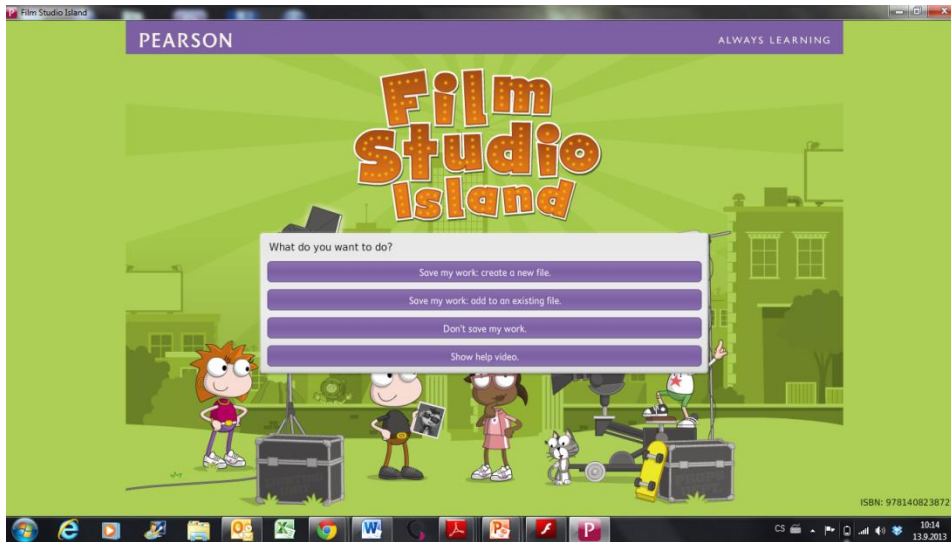 Film Studio Island
PEARSON
ALWAYS LEARNING
Film
Studio
Island
What do you want to do?
Save my work: create a new file.
Save my work: add to an existing file.
Don't save my work.
Show help video.
ISBN: 978140823872
CS
10:14
13.9.2013